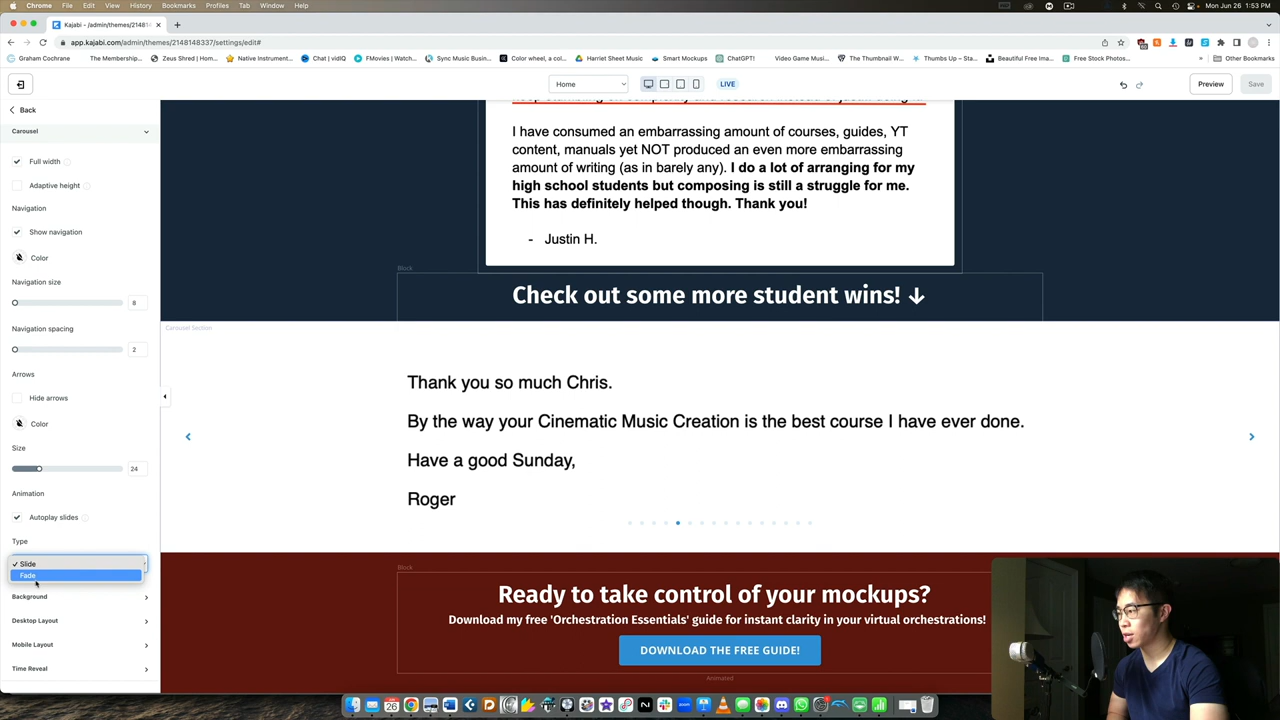 Chrome File Edit View History Bookmarks Profiles Tab Window Help Mon Jun 26 1:53 PM
Kajabi - /admin/themes/21481
app.kajabi.com/admin/themes/2148148337/settings/edit#
Graham Cochrane The Membership... Zeus Shred | Hybrid... Native Instrument... Chat | vidIQ FMovies | Watch... Sync Music Busin... Color wheel, a col... Harriet Sheet Music Smart Mockups ChatGPT! Video Game Musi... The Thumbnail W... Thumbs Up – Sta... Beautiful Free Ima... Free Stock Photos... Other Bookmarks
Home LIVE Preview Save
Back
Carousel
Full width
Adaptive height
Navigation
Show navigation
Color
Navigation size
8
Navigation spacing
2
Arrows
Hide arrows
Color
Size
24
Animation
Autoplay slides
Type
✓ Slide
Fade
Background
Desktop Layout
Mobile Layout
Time Reveal
I have consumed an embarrassing amount of courses, guides, YT
content, manuals yet NOT produced an even more embarrassing
amount of writing (as in barely any). I do a lot of arranging for my
high school students but composing is still a struggle for me.
This has definitely helped though. Thank you!
- Justin H.
Block
Check out some more student wins! ↓
Carousel Section
Thank you so much Chris.
By the way your Cinematic Music Creation is the best course I have ever done.
Have a good Sunday,
Roger
Block
Ready to take control of your mockups?
Download my free 'Orchestration Essentials' guide for instant clarity in your virtual orchestrations!
DOWNLOAD THE FREE GUIDE!
Animated